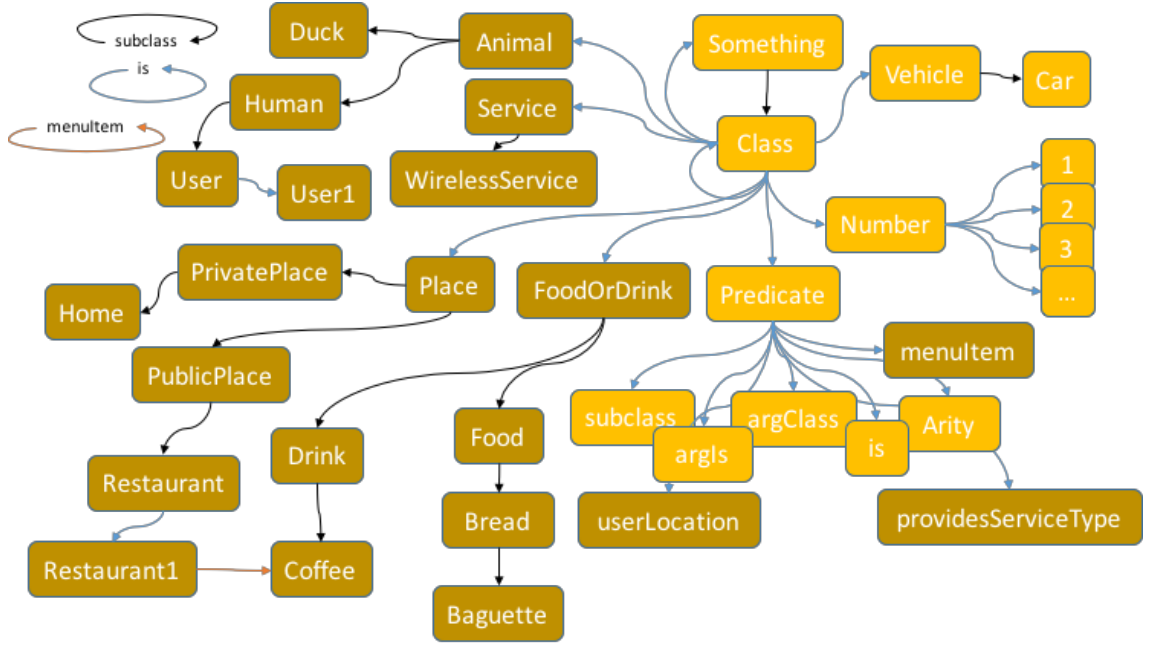 subclass
is
menuItem
Duck
Animal
Something
Vehicle
Car
Human
Service
Class
User
User1
WirelessService
1
2
3
...
Number
PrivatePlace
Place
FoodOrDrink
Predicate
Home
PublicPlace
menuItem
subclass
argClass
Arity
argIs
is
Food
Drink
Restaurant
Bread
userLocation
providesServiceType
Restaurant1
Coffee
Baguette